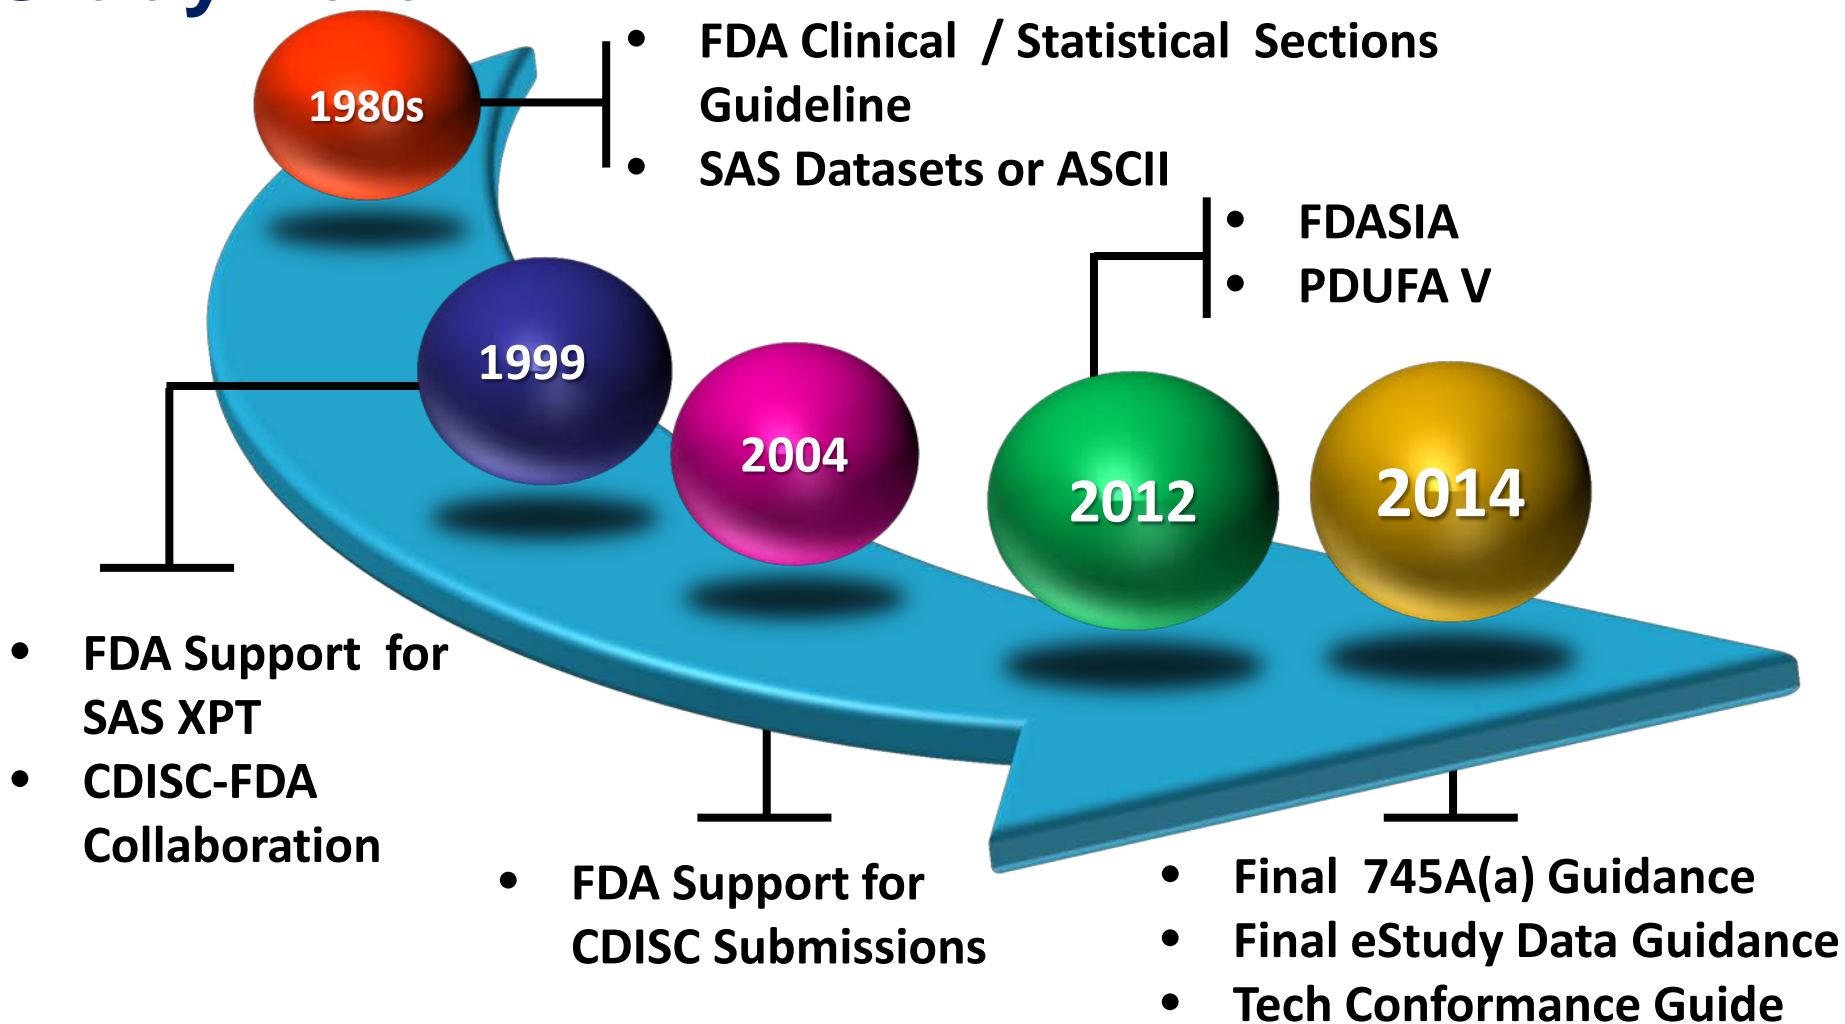 1980s
• FDA Clinical / Statistical Sections
Guideline
• SAS Datasets or ASCII
• FDASIA
• PDUFA V
1999
2004
2012
2014
• FDA Support for
SAS XPT
• CDISC-FDA
Collaboration
• FDA Support for
CDISC Submissions
• Final 745A(a) Guidance
• Final eStudy Data Guidance
• Tech Conformance Guide